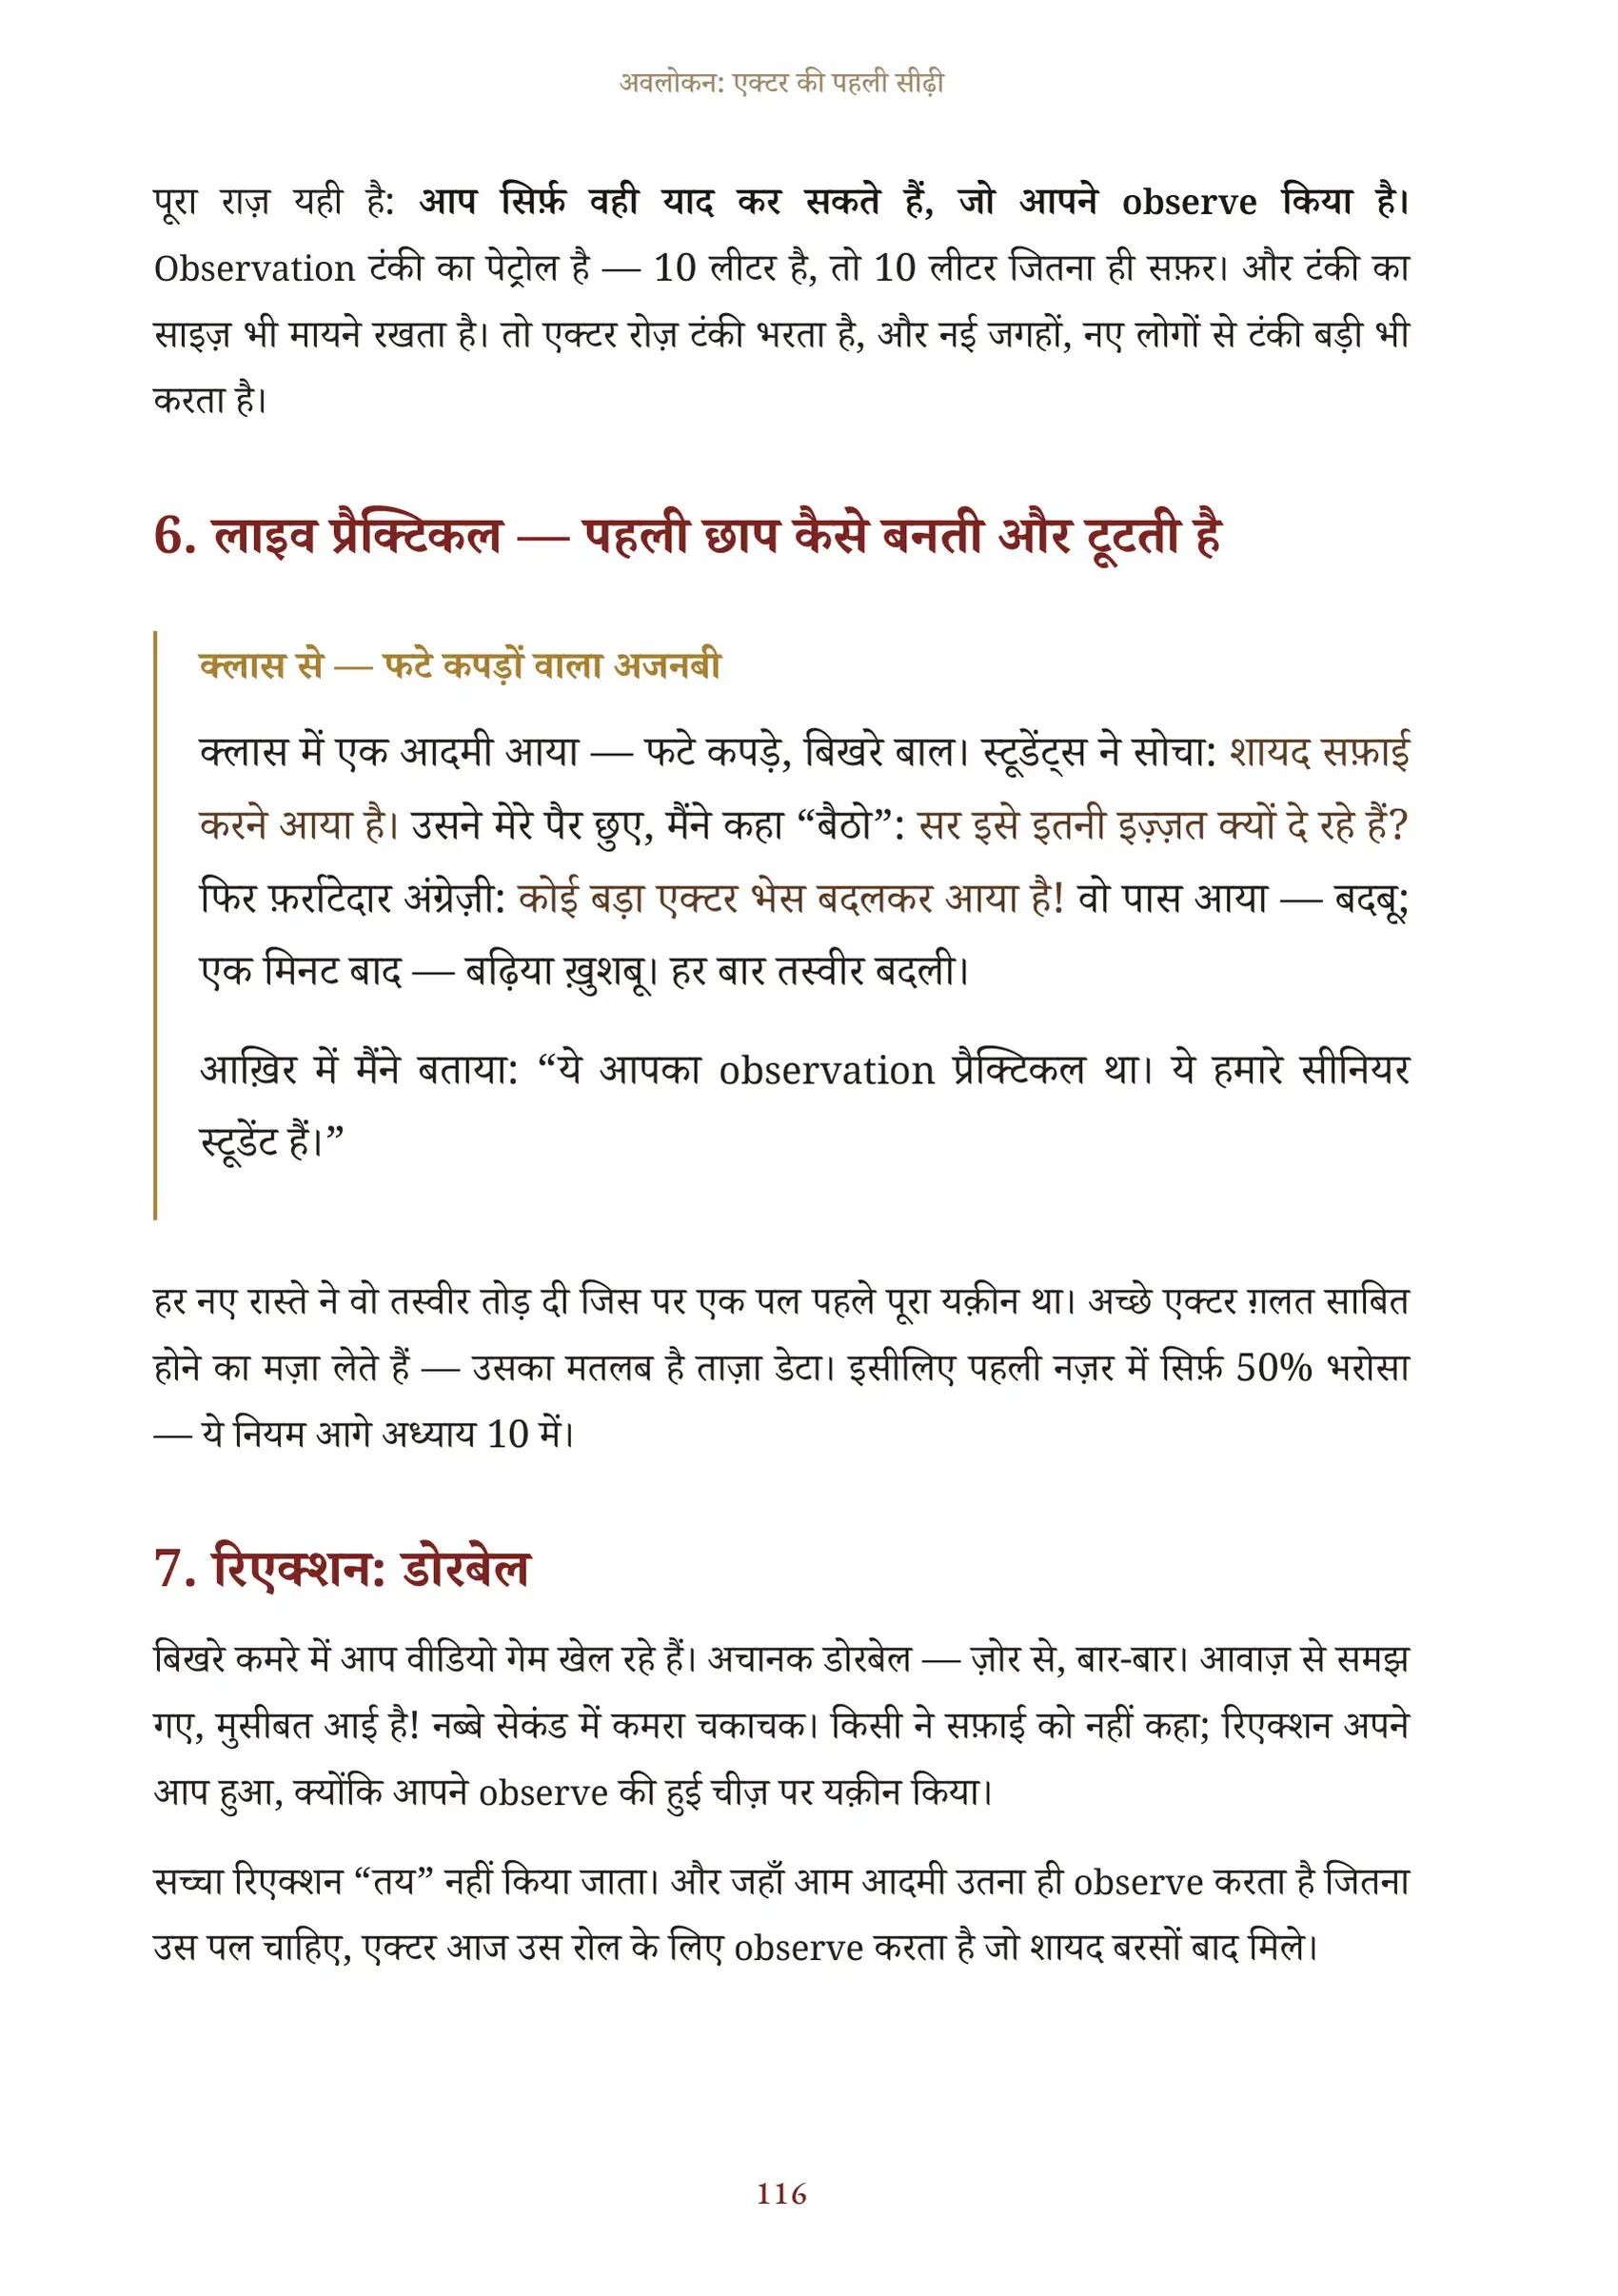 अवलोकन: एक्टर की पहली सीढ़ी
पूरा राज़ यही है: आप सिर्फ़ वही याद कर सकते हैं, जो आपने observe किया है।
Observation टंकी का पेट्रोल है — 10 लीटर है, तो 10 लीटर जितना ही सफ़र। और टंकी का
साइज़ भी मायने रखता है। तो एक्टर रोज़ टंकी भरता है, और नई जगहों, नए लोगों से टंकी बड़ी भी
करता है।
6. लाइव प्रैक्टिकल — पहली छाप कैसे बनती और टूटती है
क्लास से — फटे कपड़ों वाला अजनबी
क्लास में एक आदमी आया — फटे कपड़े, बिखरे बाल। स्टूडेंट्स ने सोचा: शायद सफ़ाई
करने आया है। उसने मेरे पैर छुए, मैंने कहा “बैठो”: सर इसे इतनी इज़्ज़त क्यों दे रहे हैं?
फिर फ़र्राटेदार अंग्रेज़ी: कोई बड़ा एक्टर भेस बदलकर आया है! वो पास आया — बदबू;
एक मिनट बाद — बढ़िया ख़ुशबू। हर बार तस्वीर बदली।
आख़िर में मैंने बताया: “ये आपका observation प्रैक्टिकल था। ये हमारे सीनियर
स्टूडेंट हैं।”
हर नए रास्ते ने वो तस्वीर तोड़ दी जिस पर एक पल पहले पूरा यक़ीन था। अच्छे एक्टर ग़लत साबित
होने का मज़ा लेते हैं — उसका मतलब है ताज़ा डेटा। इसीलिए पहली नज़र में सिर्फ़ 50% भरोसा
— ये नियम आगे अध्याय 10 में।
7. रिएक्शन: डोरबेल
बिखरे कमरे में आप वीडियो गेम खेल रहे हैं। अचानक डोरबेल — ज़ोर से, बार-बार। आवाज़ से समझ
गए, मुसीबत आई है! नब्बे सेकंड में कमरा चकाचक। किसी ने सफ़ाई को नहीं कहा; रिएक्शन अपने
आप हुआ, क्योंकि आपने observe की हुई चीज़ पर यक़ीन किया।
सच्चा रिएक्शन “तय” नहीं किया जाता। और जहाँ आम आदमी उतना ही observe करता है जितना
उस पल चाहिए, एक्टर आज उस रोल के लिए observe करता है जो शायद बरसों बाद मिले।
116